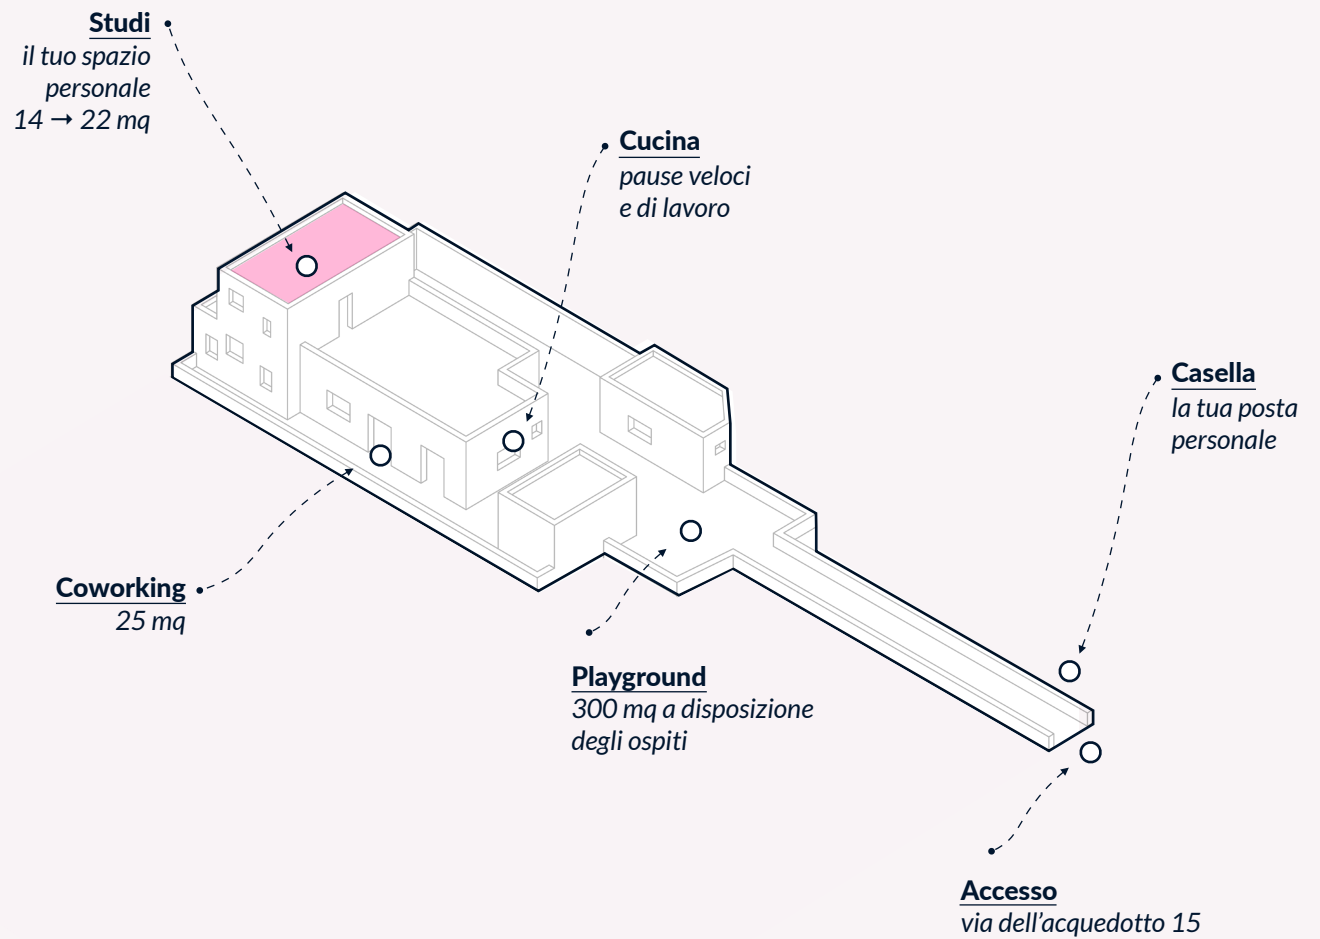 Studi
il tuo spazio
personale
14 → 22 mq
Cucina
pause veloci
e di lavoro
Casella
la tua posta
personale
Coworking
25 mq
Playground
300 mq a disposizione
degli ospiti
Accesso
via dell’acquedotto 15